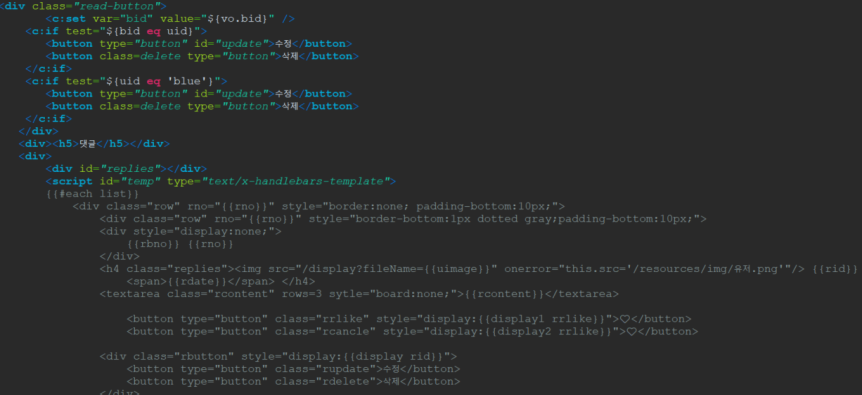 <div class="read-button">
<c:set var="bid" value="${vo.bid}" />
<c:if test="${bid eq uid}">
<button type="button" id="update">수정</button>
<button class=delete type="button">삭제</button>
</c:if>
<c:if test="${uid eq 'blue'}">
<button type="button" id="update">수정</button>
<button class=delete type="button">삭제</button>
</c:if>
</div>
<div><h5>댓글</h5></div>
<div>
<div id="replies"></div>
<script id="temp" type="text/x-handlebars-template">
{{#each list}}
<div class="row" rno="{{rno}}" style="border:none; padding-bottom:10px;">
<div class="row" rno="{{rno}}" style="border-bottom:1px dotted gray;padding-bottom:10px;">
<div style="display:none;">
{{rbno}} {{rno}}
</div>
<h4 class="replies"><img src="/display?fileName={{uimage}}" onerror="this.src='/resources/img/유저.png'"/> {{rid}}
<span>{{rdate}}</span> </h4>
<textarea class="rcontent" rows=3 sytle="board:none;">{{rcontent}}</textarea>
<button type="button" class="rrlike" style="display:{{display1 rrlike}}">♡</button>
<button type="button" class="rcancle" style="display:{{display2 rrlike}}">♡</button>
<div class="rbutton" style="display:{{display rid}}">
<button type="button" class="rupdate">수정</button>
<button type="button" class="rdelete">삭제</button>
</div>